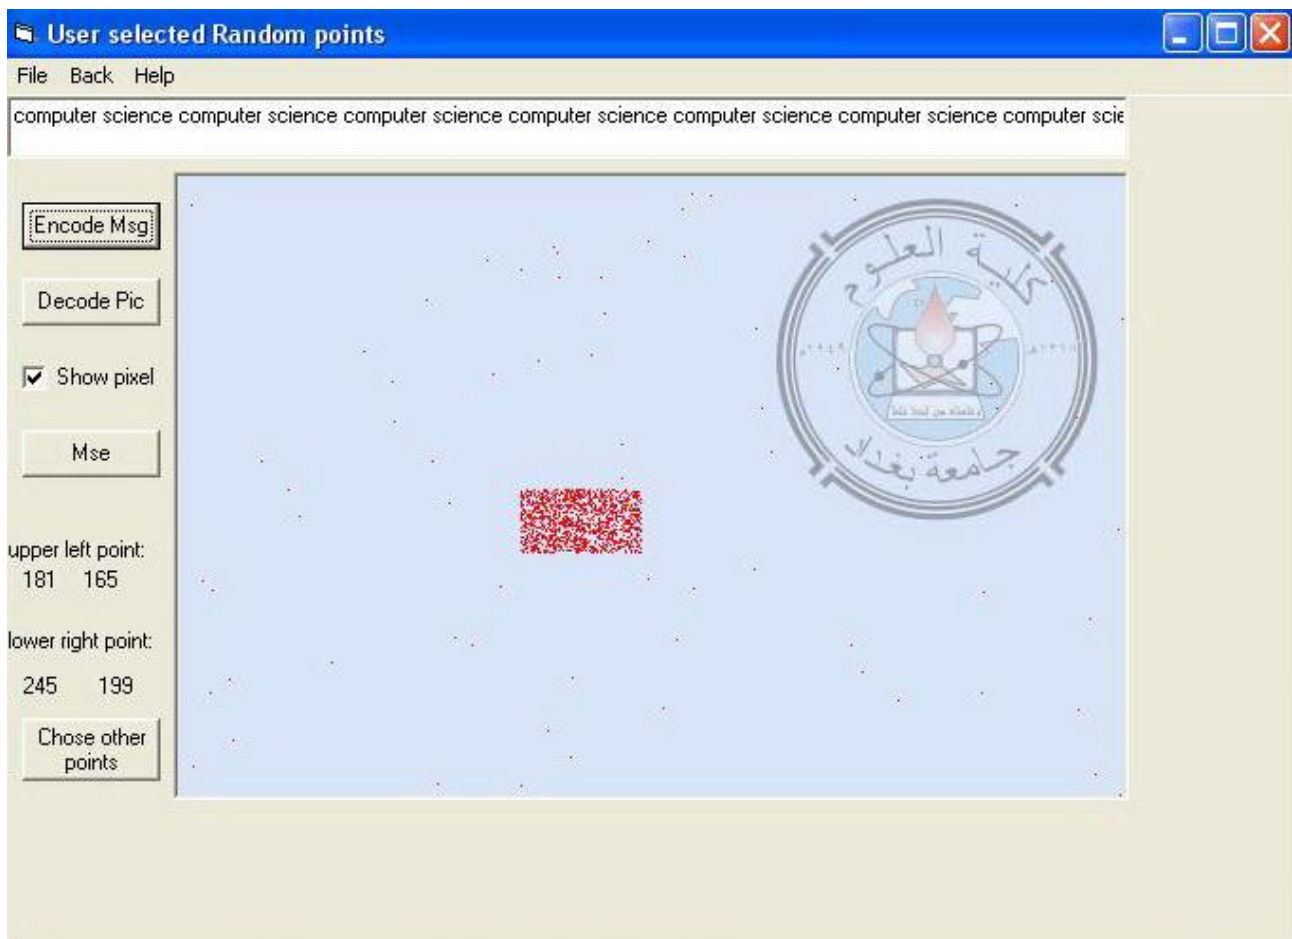 User selected Random points
File Back Help
computer science computer science computer science computer science computer science computer science computer scie
Encode Msg
Decode Pic
Show pixel
Mse
upper left point:
181 165
lower right point:
245 199
Chose other
points
كلية العلوم
جامعة بغداد